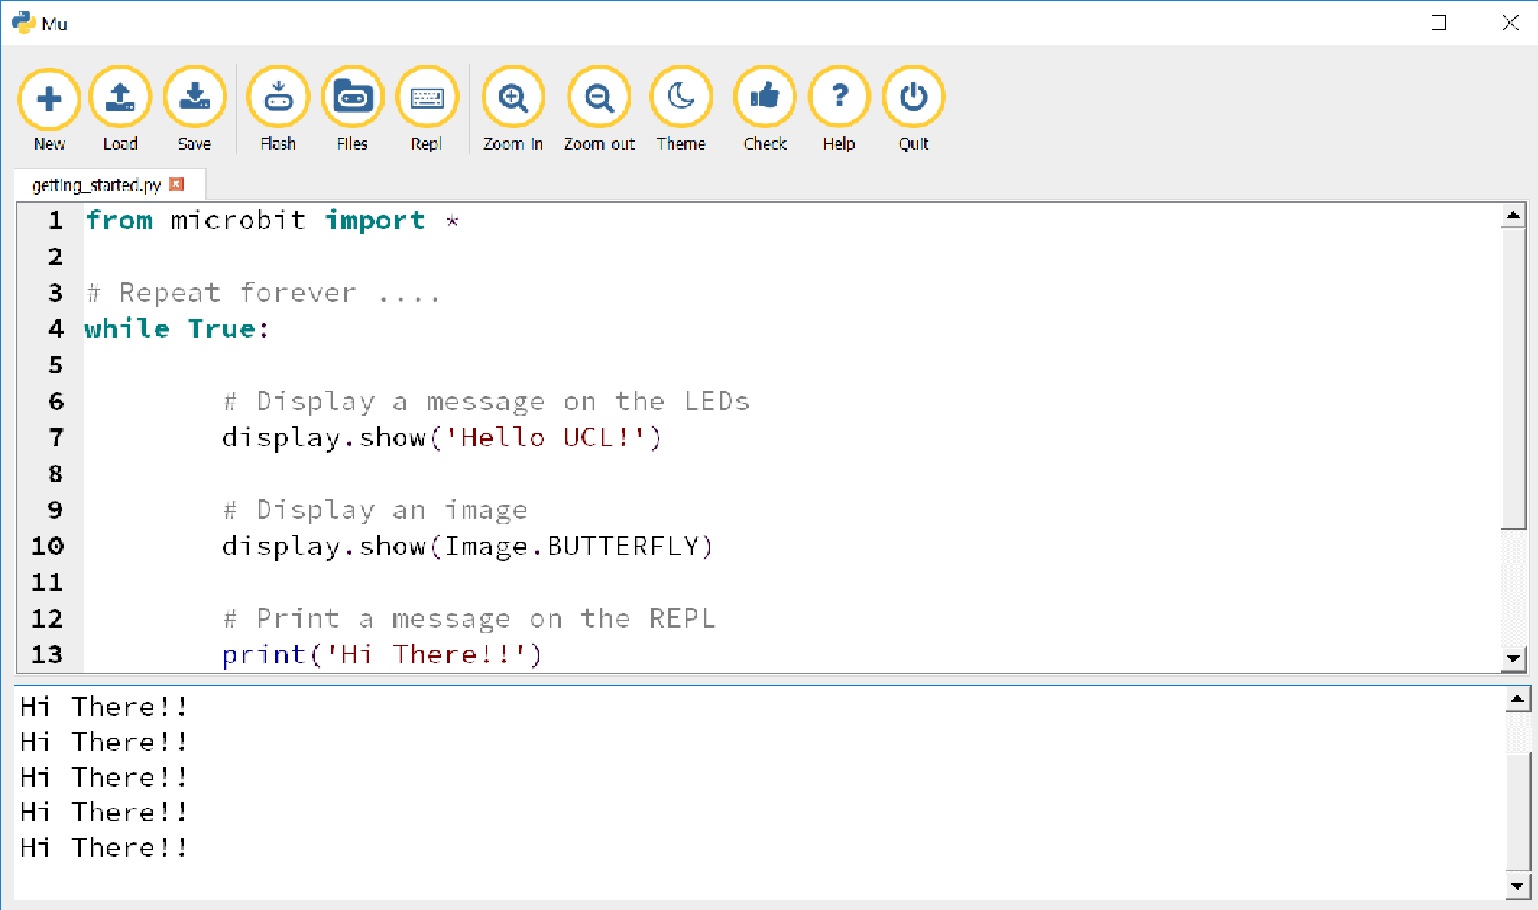 Mu
New Load Save Flash Files Repl Zoom in Zoom out Theme Check Help Quit
getting_started.py
1 from microbit import *
2
3 # Repeat forever ....
4 while True:
5
6 # Display a message on the LEDs
7 display.show('Hello UCL!')
8
9 # Display an image
10 display.show(Image.BUTTERFLY)
11
12 # Print a message on the REPL
13 print('Hi There!!')
Hi There!!
Hi There!!
Hi There!!
Hi There!!
Hi There!!